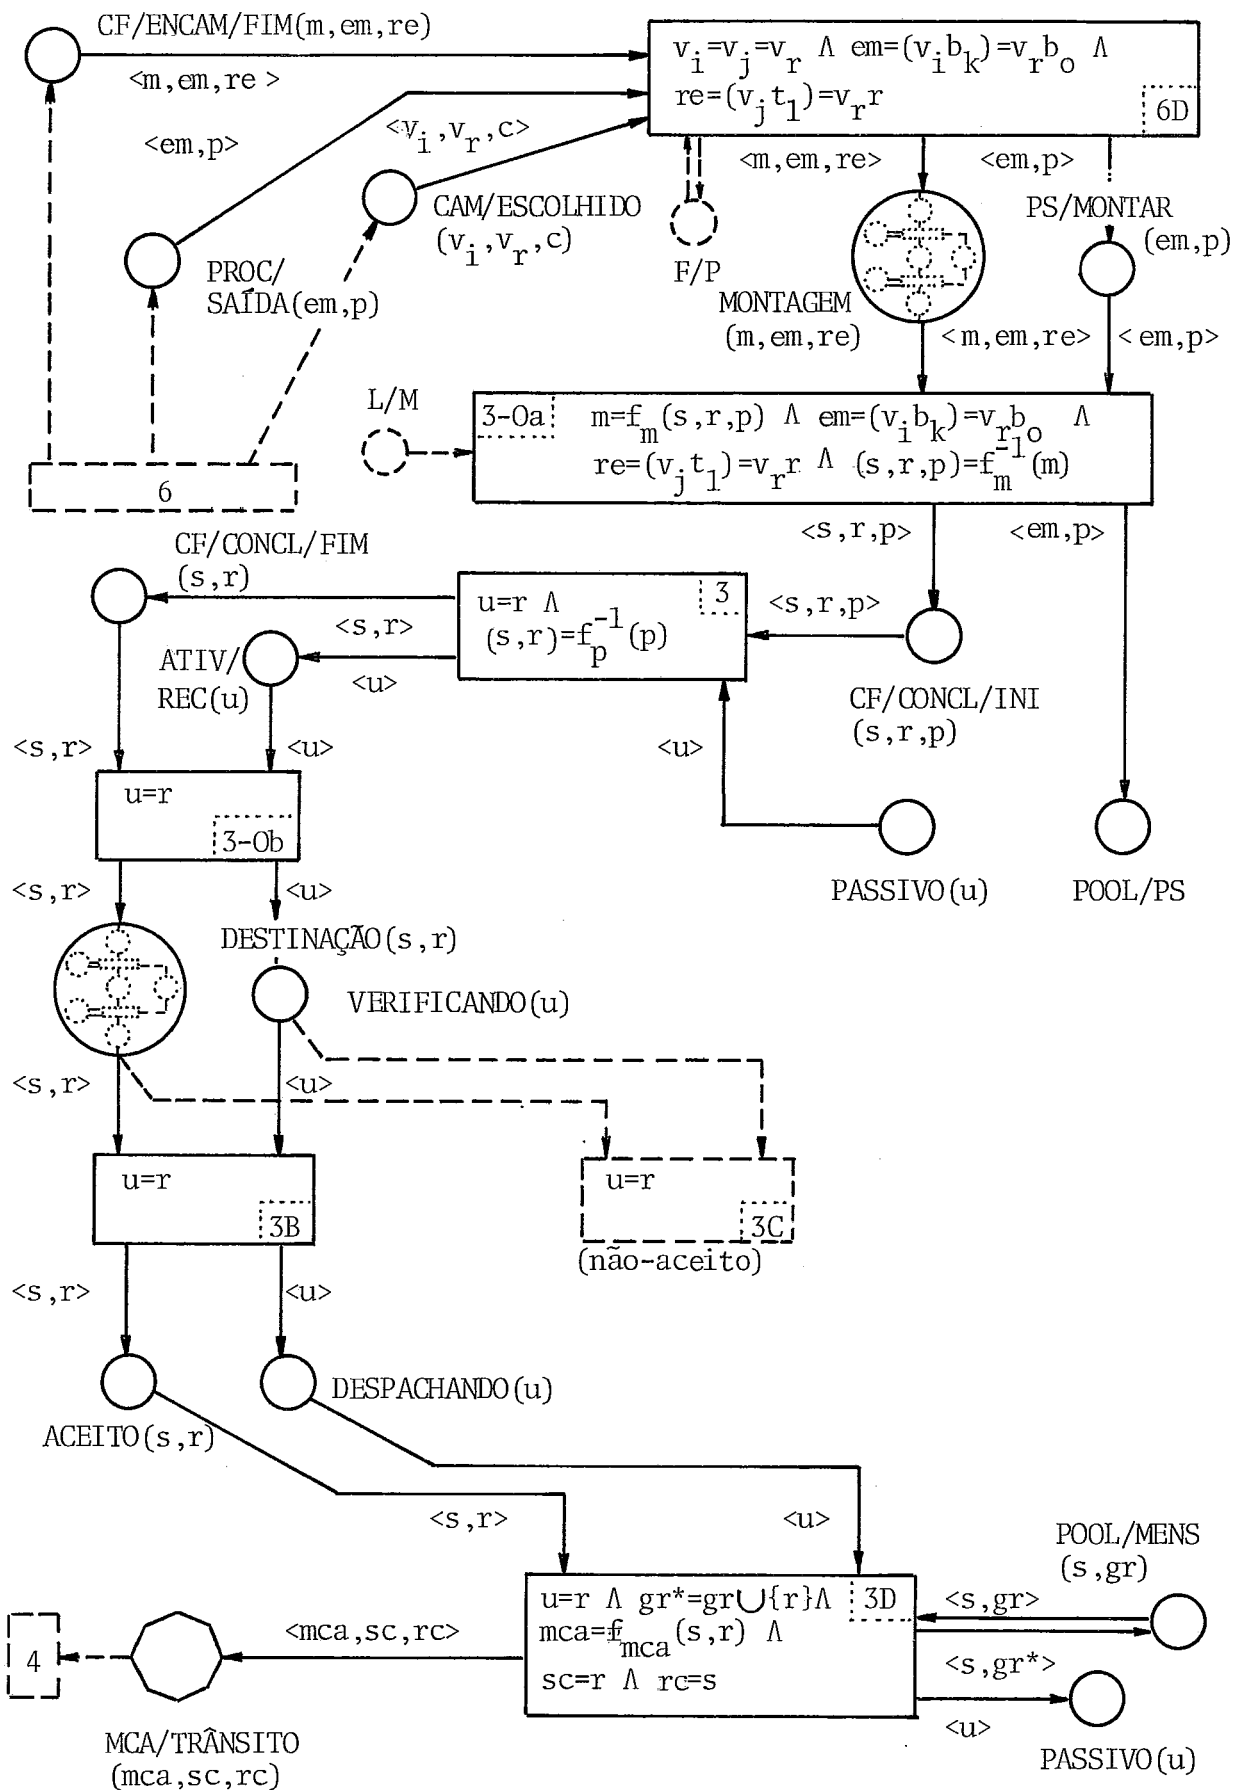 CF/ENCAM/FIM(m,em,re)
<m,em,re >
<em,p>
<v_i,v_r,c>
v_i=v_j=v_r Λ em=(v_i b_k)=v_r b_o Λ
re=(v_j t_l)=v_r r
6D
<m,em,re>
<em,p>
CAM/ESCOLHIDO
(v_i,v_r,c)
PS/MONTAR
(em,p)
PROC/
SAÍDA(em,p)
F/P
MONTAGEM
(m,em,re)
<m,em,re>
<em,p>
L/M
3-Oa
m=f_m(s,r,p) Λ em=(v_i b_k)=v_r b_o Λ
re=(v_j t_l)=v_r r Λ (s,r,p)=f_m^-1(m)
6
<s,r,p>
<em,p>
CF/CONCL/FIM
(s,r)
<s,r>
u=r Λ
(s,r)=f_p^-1(p)
3
<s,r,p>
ATIV/
REC(u)
<u>
CF/CONCL/INI
(s,r,p)
<s,r>
<u>
<u>
u=r
3-Ob
<s,r>
<u>
PASSIVO(u)
POOL/PS
DESTINAÇÃO(s,r)
VERIFICANDO(u)
<s,r>
<u>
u=r
3B
u=r
3C
(não-aceito)
<s,r>
<u>
DESPACHANDO(u)
ACEITO(s,r)
<s,r>
<u>
POOL/MENS
(s,gr)
u=r Λ gr*=gr∪{r}Λ
mca=f_mca(s,r) Λ
sc=r Λ rc=s
3D
<s,gr>
<mca,sc,rc>
4
<s,gr*>
<u>
MCA/TRÂNSITO
(mca,sc,rc)
PASSIVO(u)